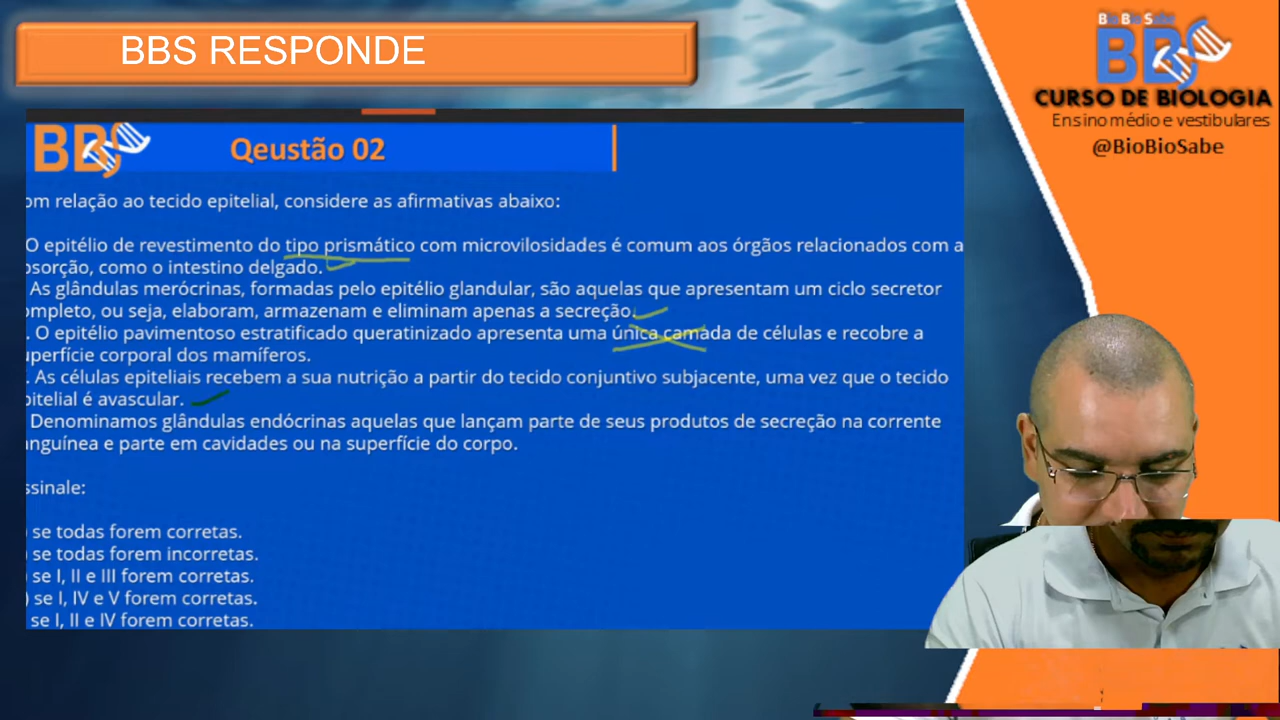 BBS RESPONDE
Bio Bio Sabe
BBS
CURSO DE BIOLOGIA
Ensino médio e vestibulares
@BioBioSabe
BBS
Qeustão 02
om relação ao tecido epitelial, considere as afirmativas abaixo:
O epitélio de revestimento do tipo prismático com microvilosidades é comum aos órgãos relacionados com a
bsorção, como o intestino delgado.
As glândulas merócrinas, formadas pelo epitélio glandular, são aquelas que apresentam um ciclo secretor
ompleto, ou seja, elaboram, armazenam e eliminam apenas a secreção.
. O epitélio pavimentoso estratificado queratinizado apresenta uma única camada de células e recobre a
uperfície corporal dos mamíferos.
. As células epiteliais recebem a sua nutrição a partir do tecido conjuntivo subjacente, uma vez que o tecido
pitelial é avascular.
Denominamos glândulas endócrinas aquelas que lançam parte de seus produtos de secreção na corrente
anguínea e parte em cavidades ou na superfície do corpo.
ssinale:
) se todas forem corretas.
) se todas forem incorretas.
) se I, II e III forem corretas.
) se I, IV e V forem corretas.
se I, II e IV forem corretas.